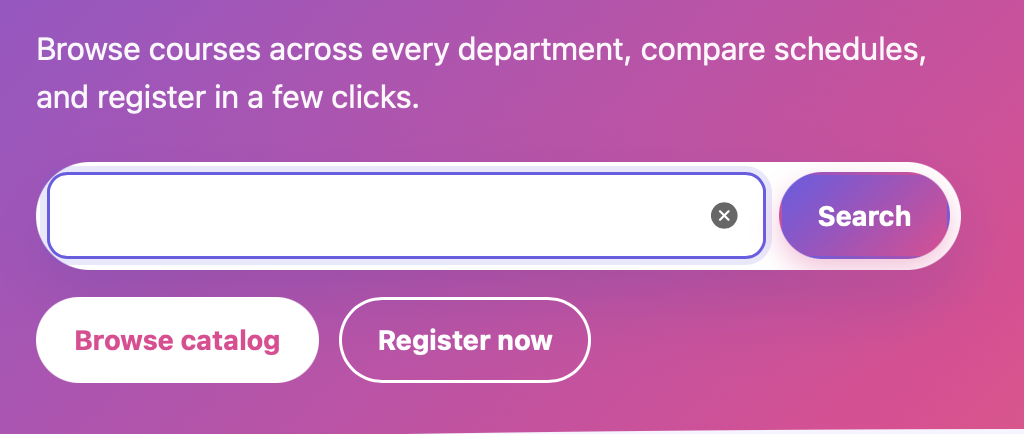 Browse courses across every department, compare schedules,
and register in a few clicks.
Search
Browse catalog
Register now